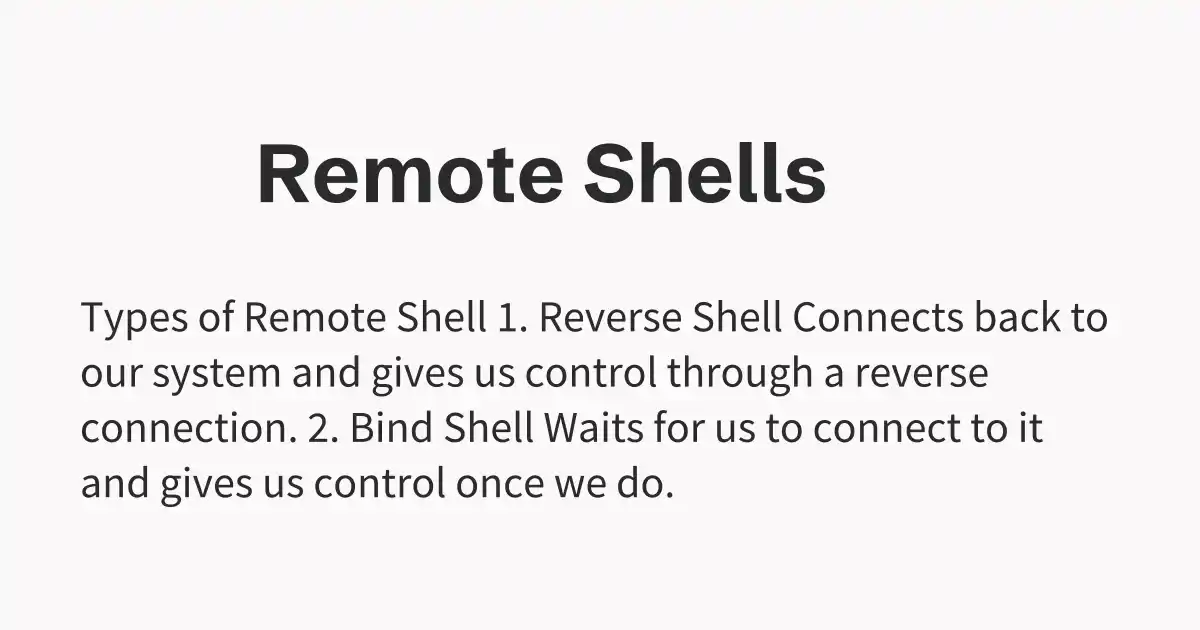 Remote Shells
Types of Remote Shell 1. Reverse Shell Connects back to
our system and gives us control through a reverse
connection. 2. Bind Shell Waits for us to connect to it
and gives us control once we do.